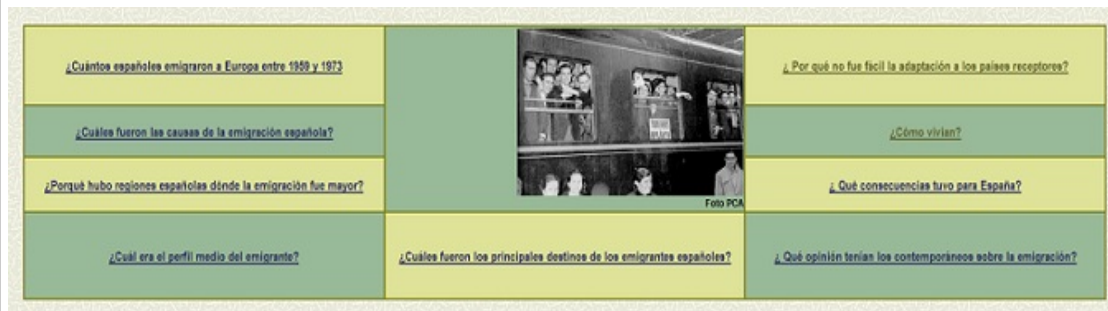 ¿Cuántos españoles emigraron a Europa entre 1959 y 1973
¿ Por qué no fue fácil la adaptación a los países receptores?
¿Cuáles fueron las causas de la emigración española?
¿Cómo vivían?
¿Porqué hubo regiones españolas dónde la emigración fue mayor?
¿ Qué consecuencias tuvo para España?
Foto PCA
¿Cuál era el perfil medio del emigrante?
¿Cuáles fueron los principales destinos de los emigrantes españoles?
¿ Qué opinión tenían los contemporáneos sobre la emigración?